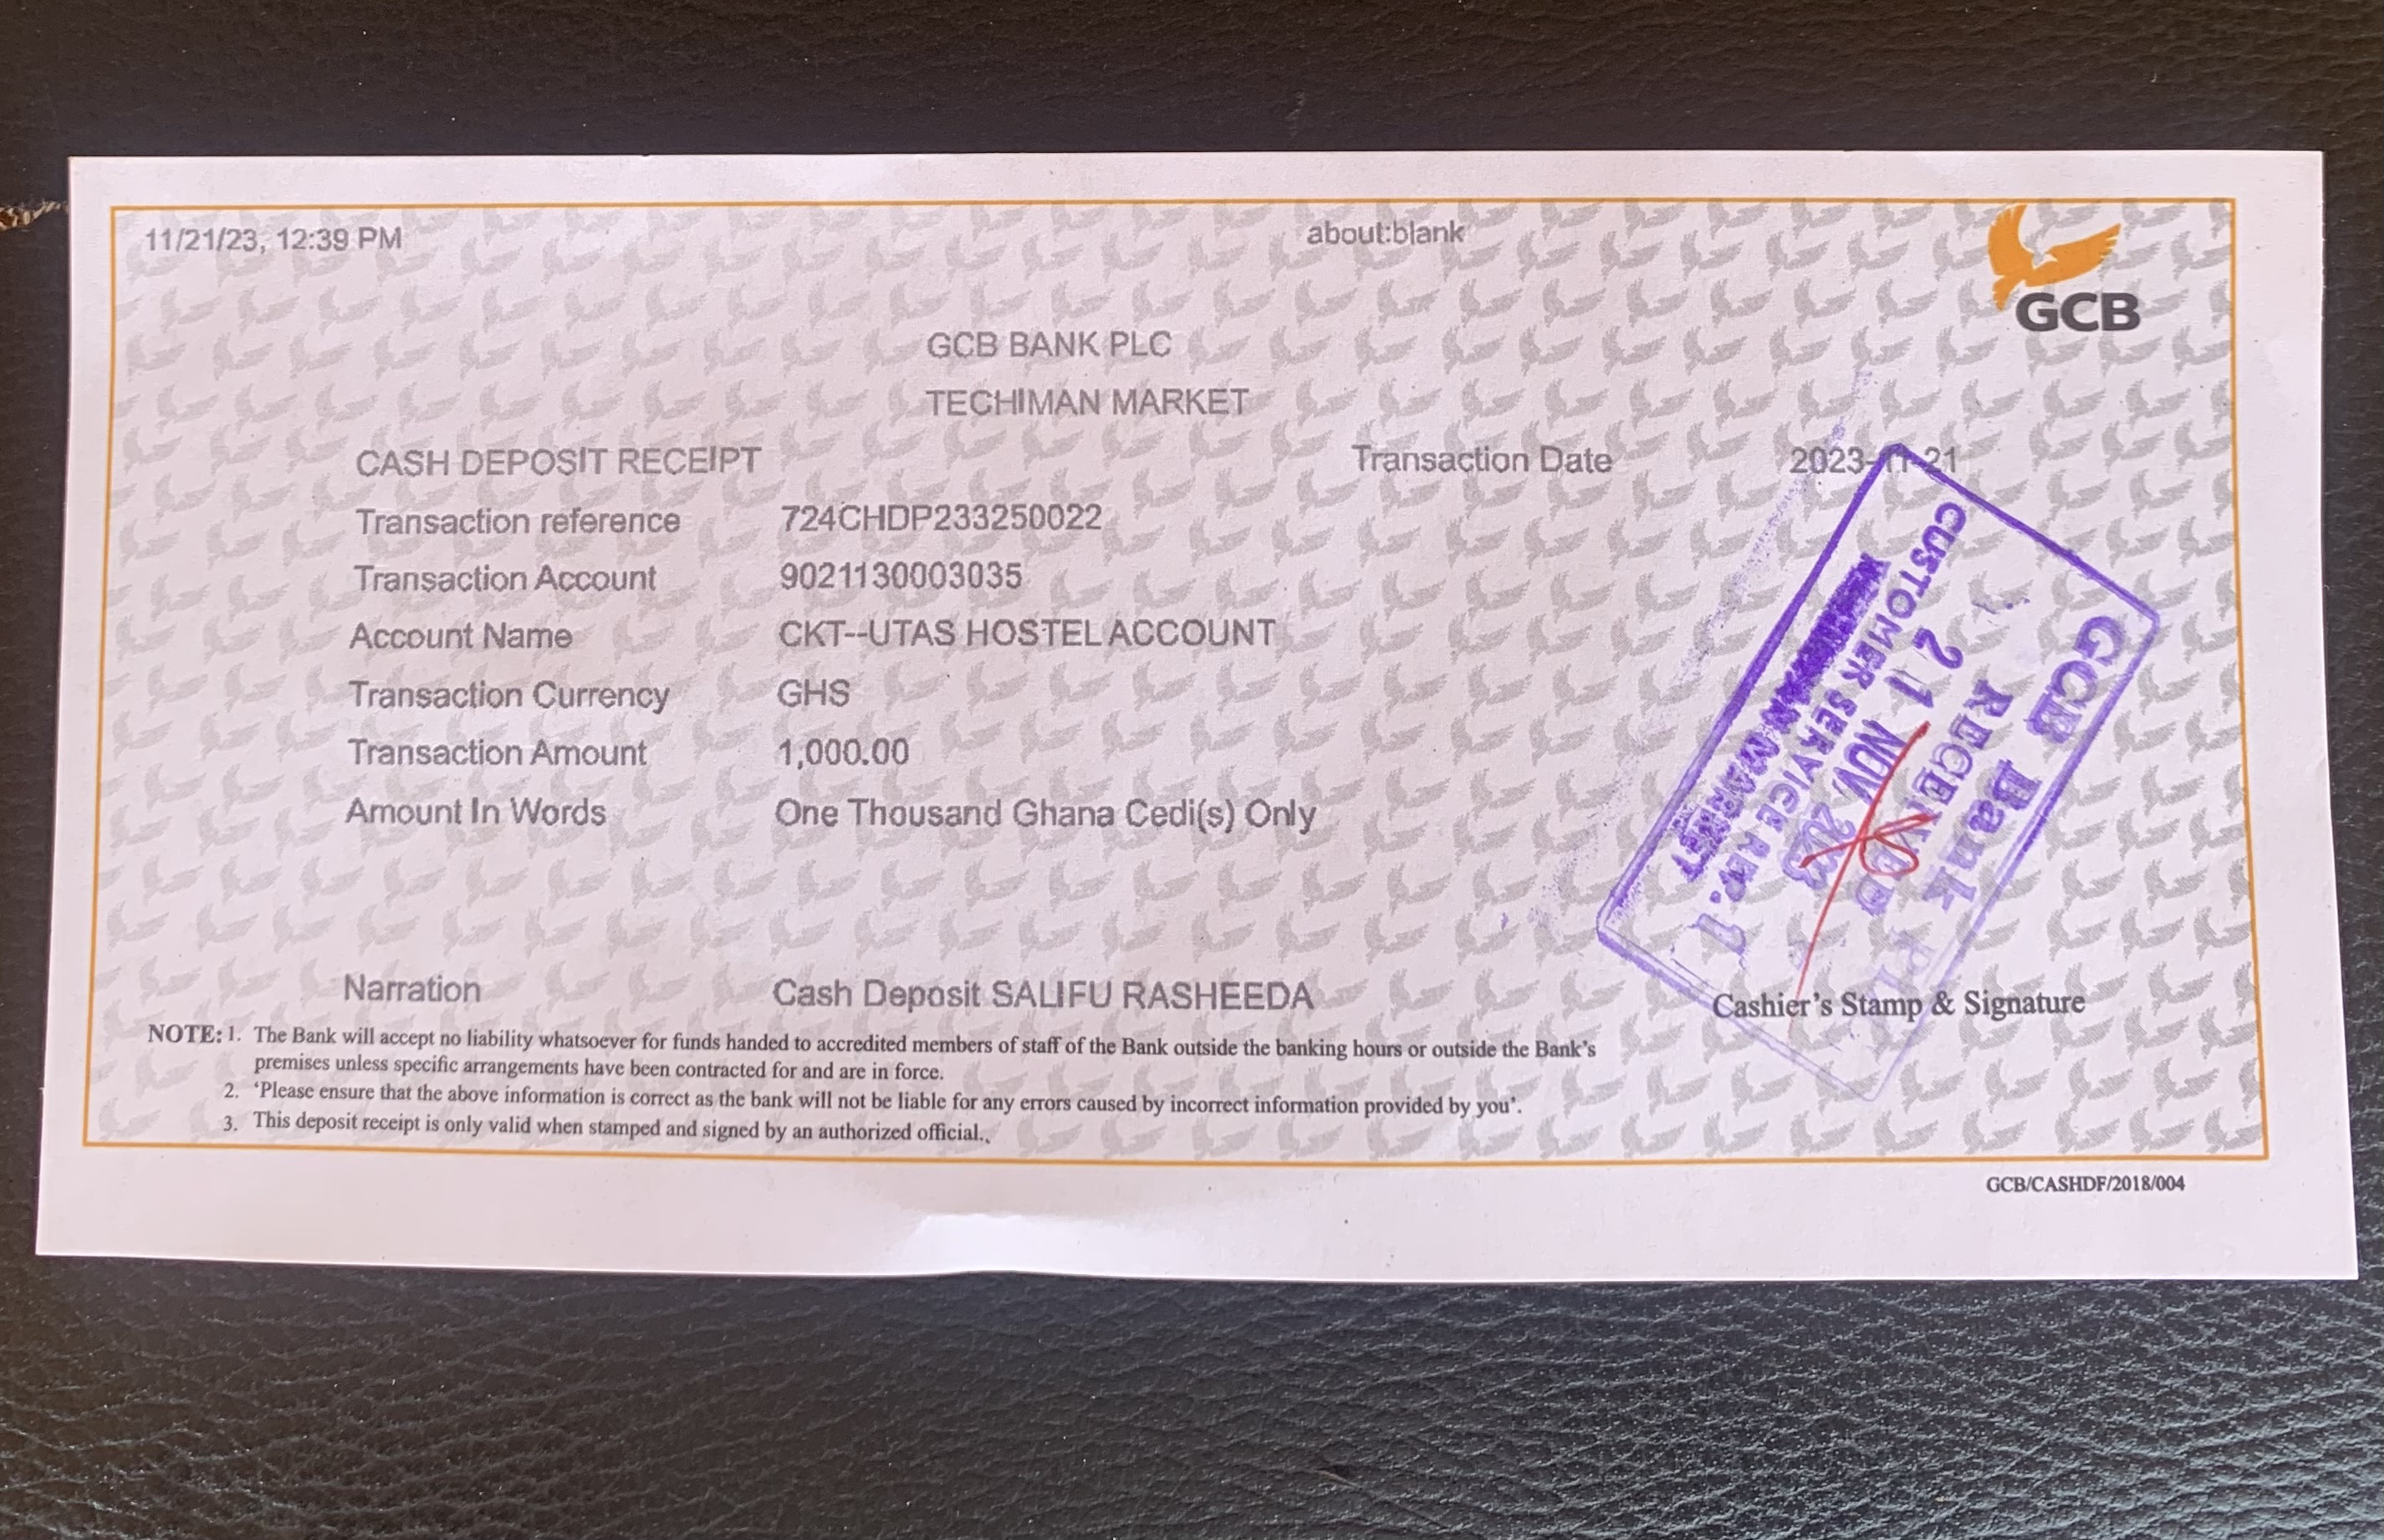 11/21/23, 12:39 PM about:blank
GCB
GCB BANK PLC
TECHIMAN MARKET
CASH DEPOSIT RECEIPT Transaction Date 2023-11-21
Transaction reference 724CHDP233250022
Transaction Account 9021130003035
Account Name CKT--UTAS HOSTEL ACCOUNT
Transaction Currency GHS
Transaction Amount 1,000.00
Amount In Words One Thousand Ghana Cedi(s) Only
GCB Bank PLC
RECEIVED
21 NOV 2023
CUSTOMER SERVICE REP. 1
MARKET
Narration Cash Deposit SALIFU RASHEEDA
Cashier's Stamp & Signature
NOTE: 1. The Bank will accept no liability whatsoever for funds handed to accredited members of staff of the Bank outside the banking hours or outside the Bank's
premises unless specific arrangements have been contracted for and are in force.
2. ‘Please ensure that the above information is correct as the bank will not be liable for any errors caused by incorrect information provided by you’.
3. This deposit receipt is only valid when stamped and signed by an authorized official.
GCB/CASHDF/2018/004